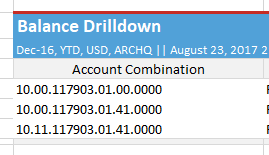 Balance Drilldown
Dec-16, YTD, USD, ARCHQ || August 23, 2017 2
Account Combination
10.00.117903.01.00.0000
10.00.117903.01.41.0000
10.11.117903.01.41.0000